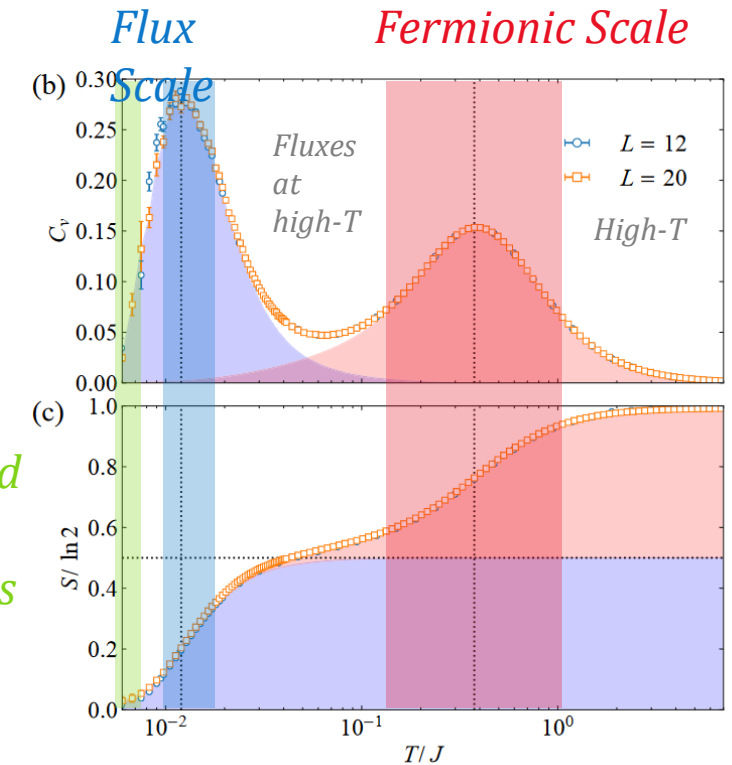 Flux Fermionic Scale
Scale
(b)
0.30
0.25
0.20
0.15
0.10
0.05
0.00
C_v
Fluxes
at
high-T
L = 12
L = 20
High-T
(c)
1.0
0.8
0.6
0.4
0.2
0.0
S/ ln 2
d
s
10⁻² 10⁻¹ 10⁰
T/ J